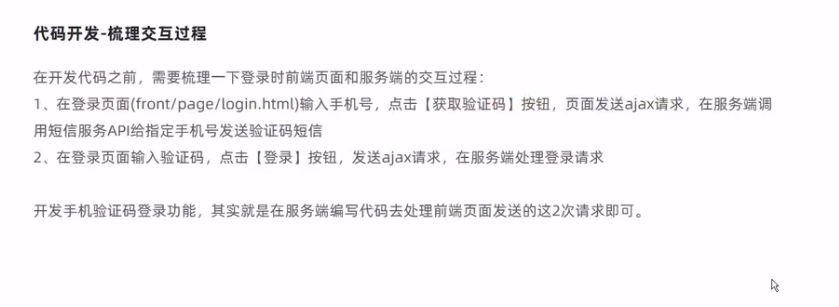 代码开发-梳理交互过程
在开发代码之前，需要梳理一下登录时前端页面和服务端的交互过程：
1、在登录页面(front/page/login.html)输入手机号，点击【获取验证码】按钮，页面发送ajax请求，在服务端调
用短信服务API给指定手机号发送验证码短信
2、在登录页面输入验证码，点击【登录】按钮，发送ajax请求，在服务端处理登录请求
开发手机验证码登录功能，其实就是在服务端编写代码去处理前端页面发送的这2次请求即可。